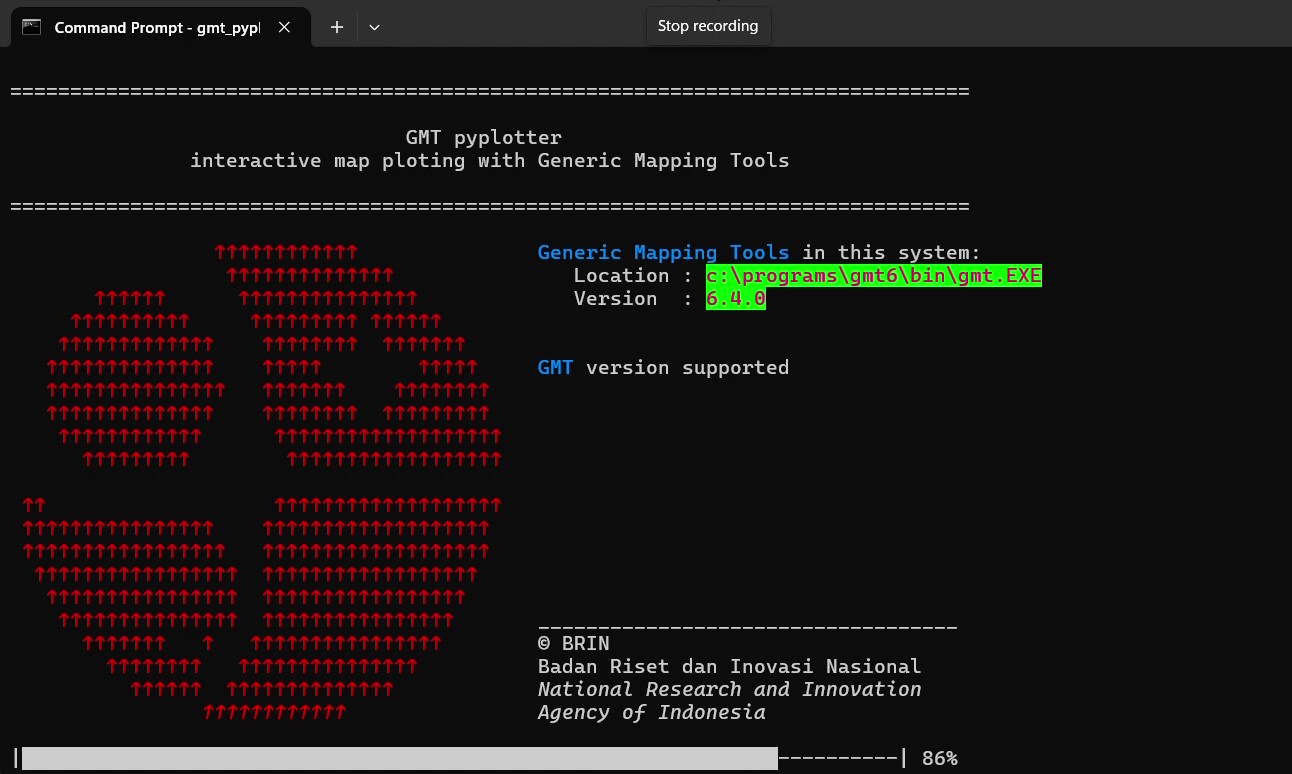 Command Prompt - gmt_pypl
Stop recording
================================================================================
GMT pyplotter
interactive map ploting with Generic Mapping Tools
================================================================================
Generic Mapping Tools in this system:
Location : c:\programs\gmt6\bin\gmt.EXE
Version : 6.4.0
GMT version supported
© BRIN
Badan Riset dan Inovasi Nasional
National Research and Innovation
Agency of Indonesia
86%